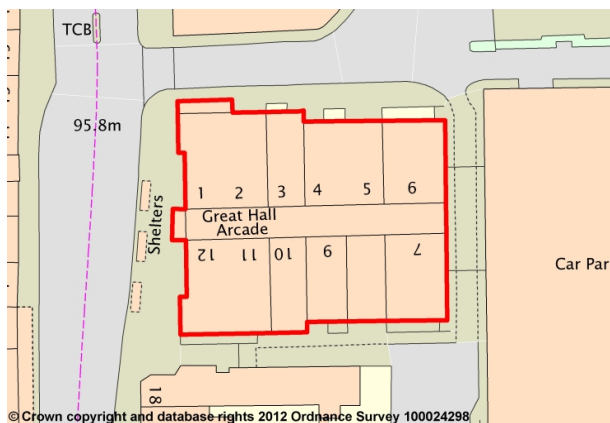 TCB
95.8m
Shelters
1 2 3 4 5 6
Great Hall
Arcade
12 11 10 9 7
Car Par
18
© Crown copyright and database rights 2012 Ordnance Survey 100024298